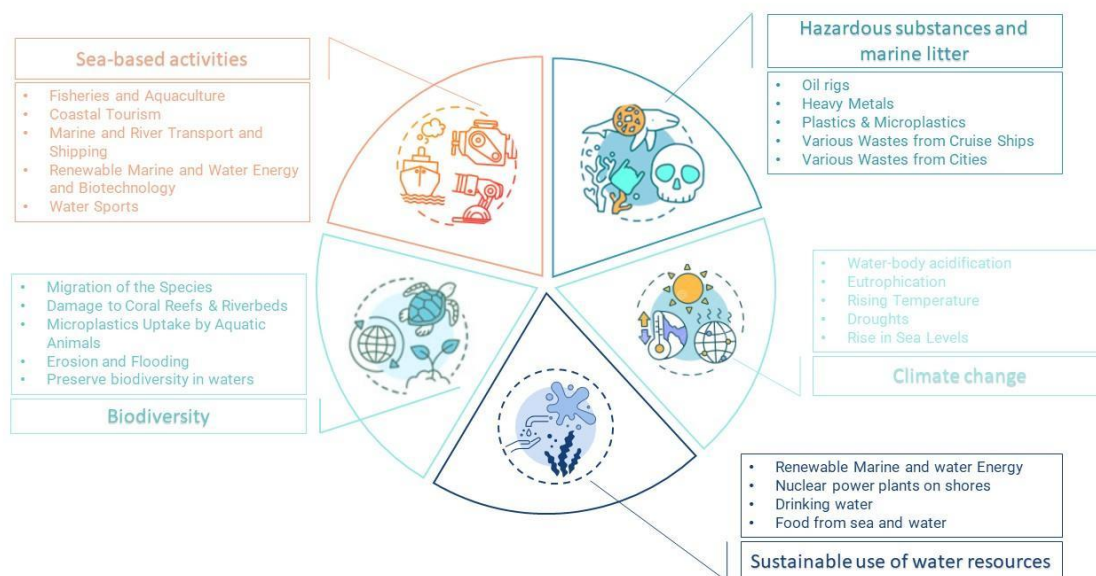 Sea-based activities
• Fisheries and Aquaculture
• Coastal Tourism
• Marine and River Transport and
Shipping
• Renewable Marine and Water Energy
and Biotechnology
• Water Sports
Hazardous substances and
marine litter
• Oil rigs
• Heavy Metals
• Plastics & Microplastics
• Various Wastes from Cruise Ships
• Various Wastes from Cities
• Migration of the Species
• Damage to Coral Reefs & Riverbeds
• Microplastics Uptake by Aquatic
Animals
• Erosion and Flooding
• Preserve biodiversity in waters
Biodiversity
• Water-body acidification
• Eutrophication
• Rising Temperature
• Droughts
• Rise in Sea Levels
Climate change
• Renewable Marine and water Energy
• Nuclear power plants on shores
• Drinking water
• Food from sea and water
Sustainable use of water resources